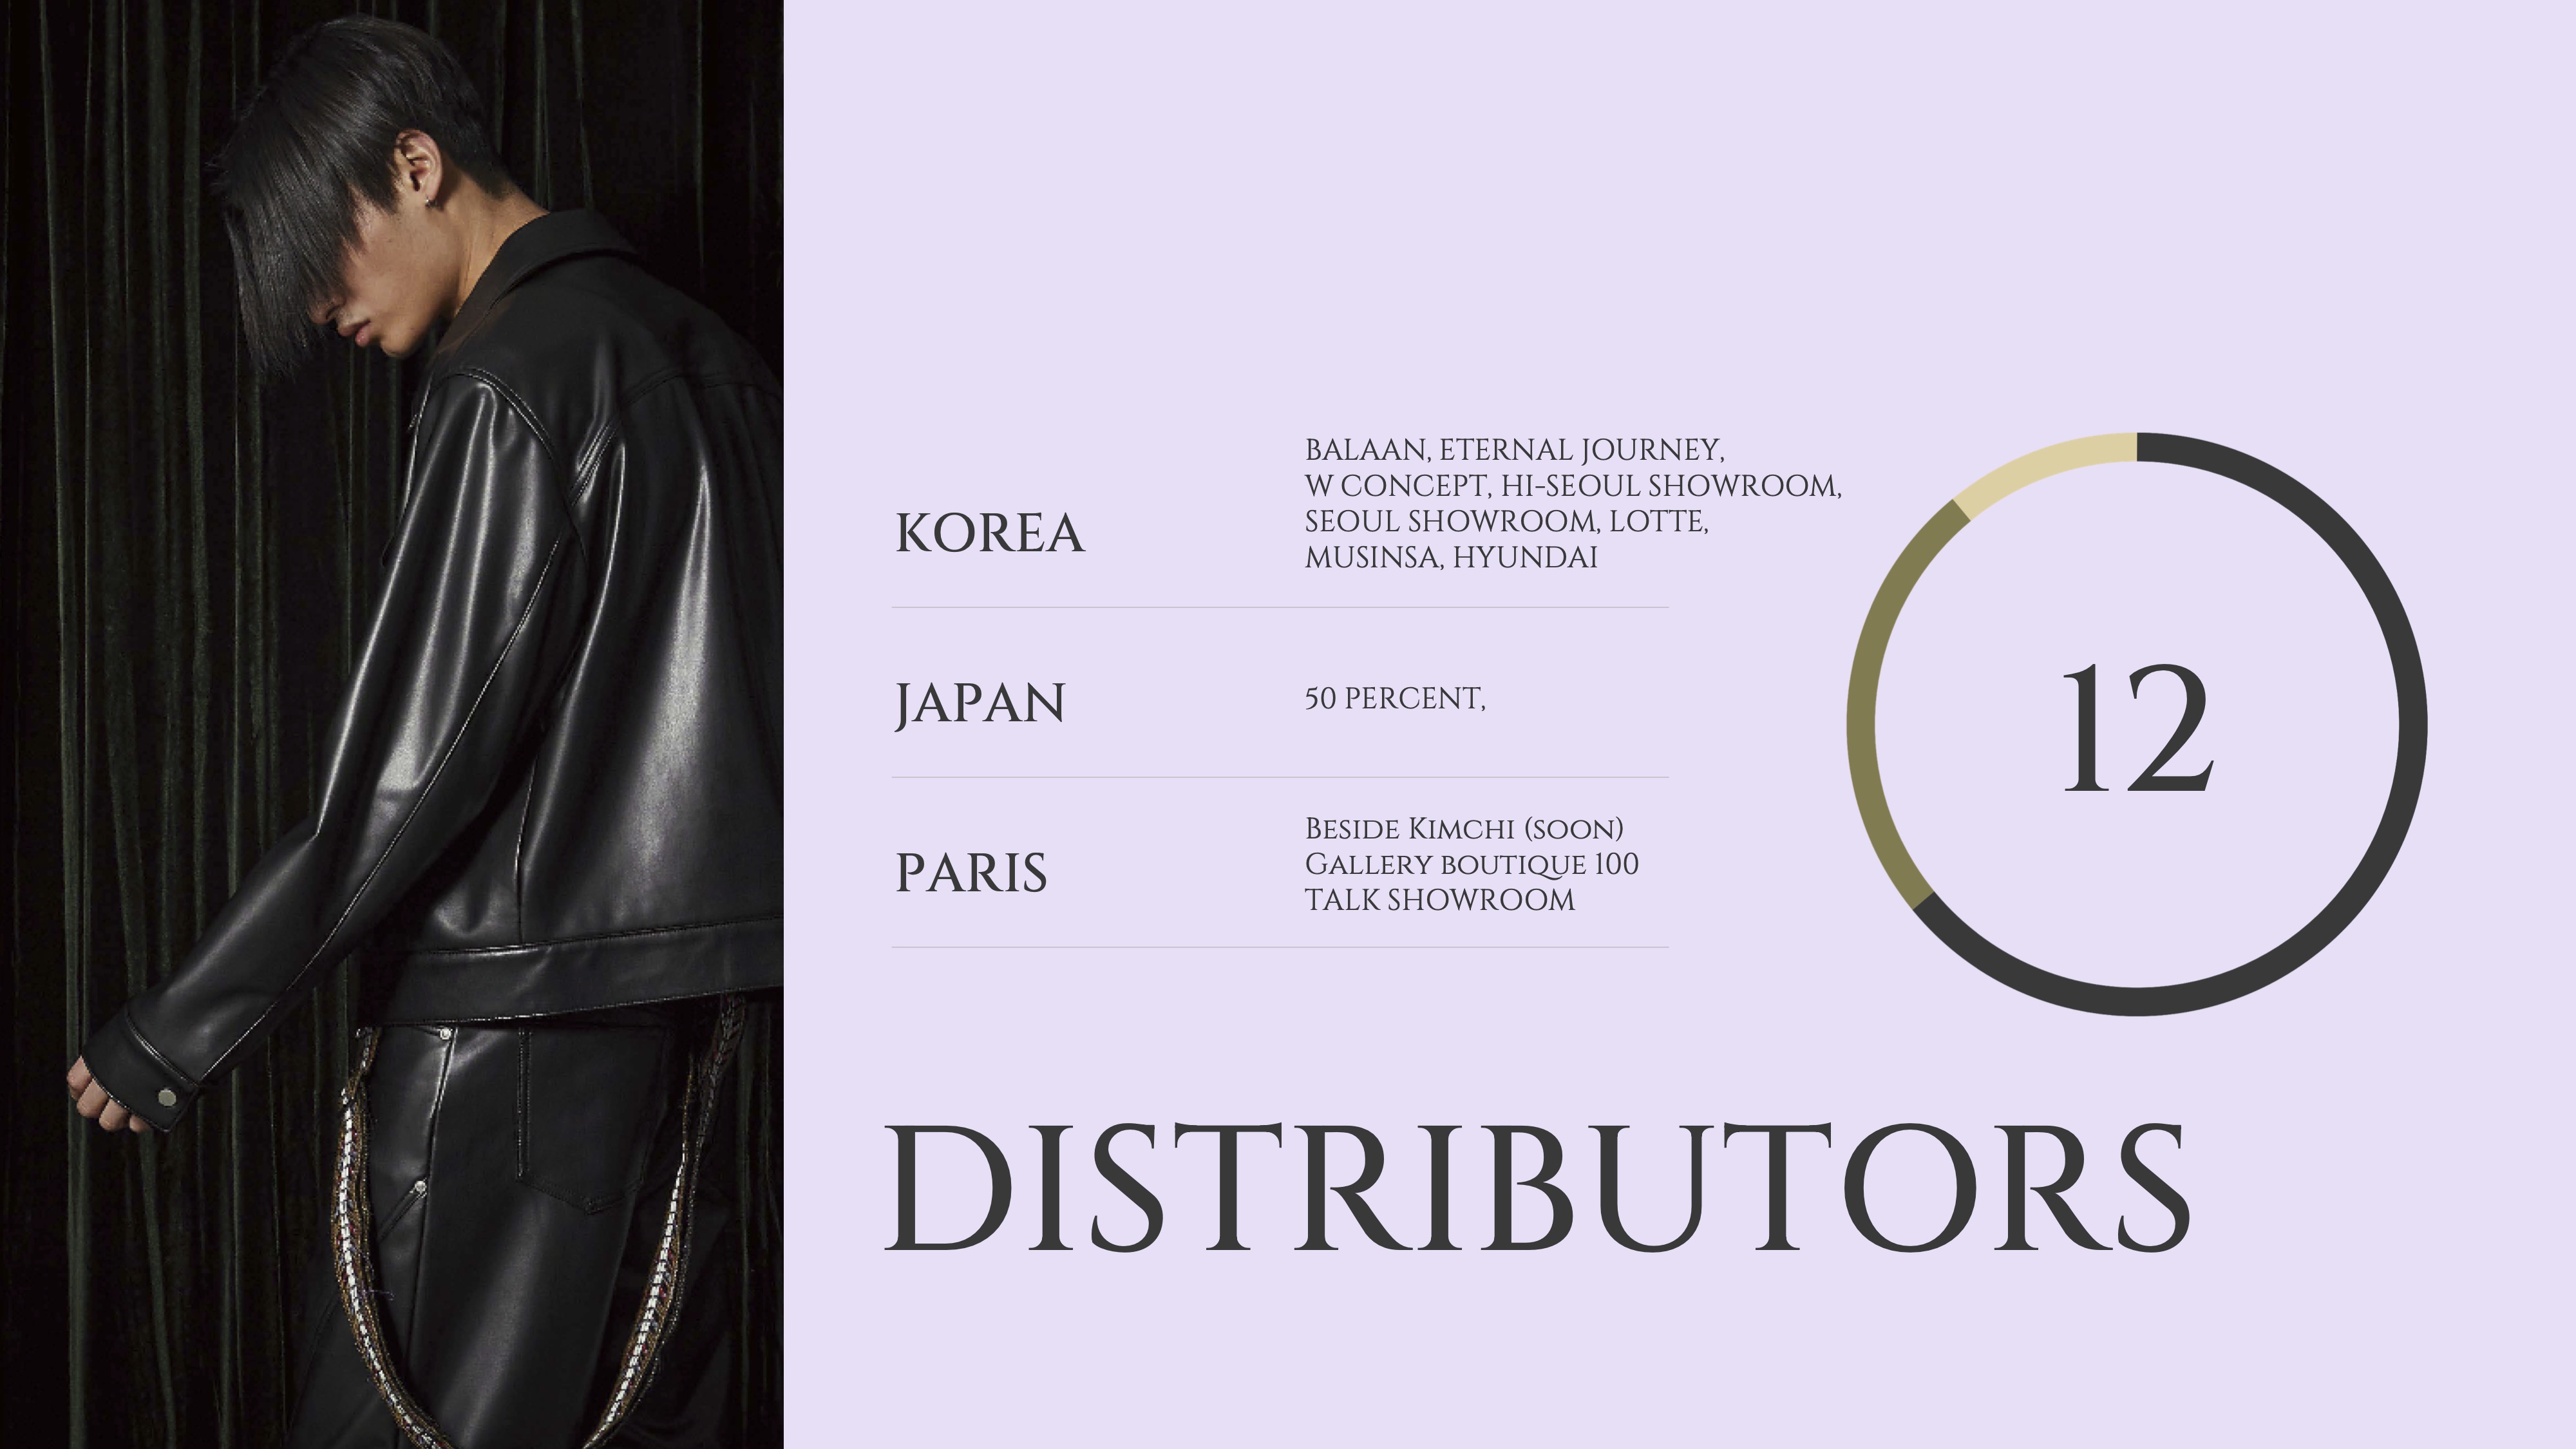 KOREA
BALAAN, ETERNAL JOURNEY,
W CONCEPT, HI-SEOUL SHOWROOM,
SEOUL SHOWROOM, LOTTE,
MUSINSA, HYUNDAI
JAPAN
50 PERCENT,
PARIS
BESIDE KIMCHI (SOON)
GALLERY BOUTIQUE 100
TALK SHOWROOM
12
DISTRIBUTORS